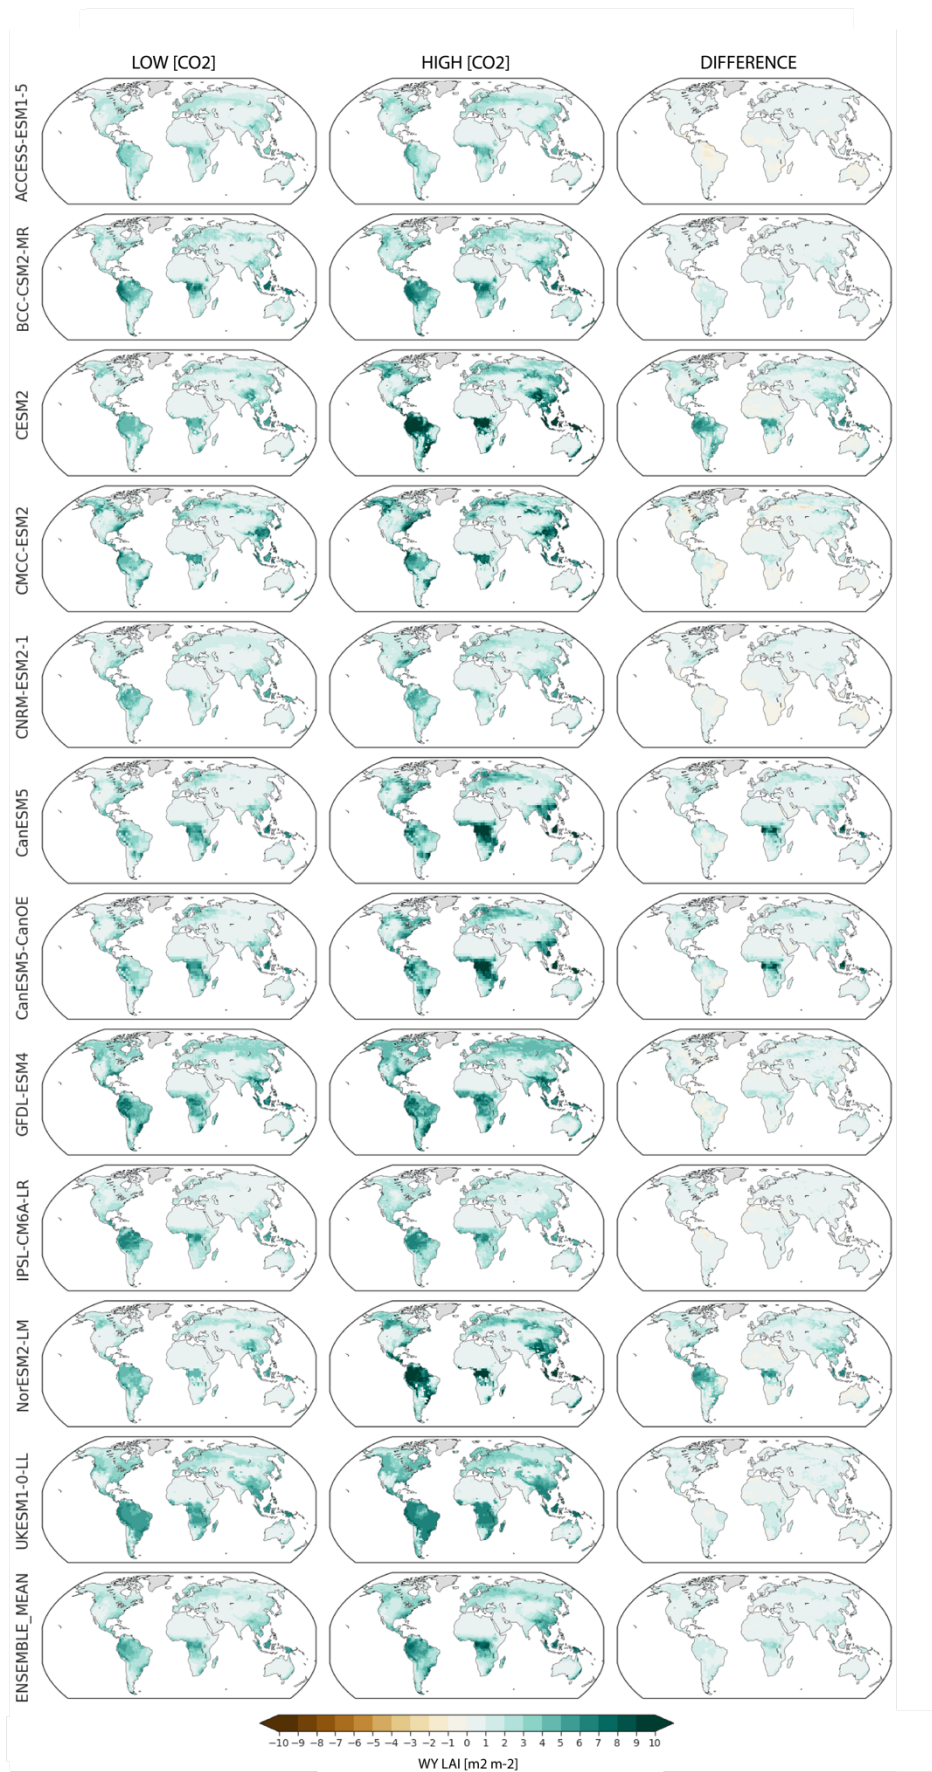 LOW [CO2] HIGH [CO2] DIFFERENCE
ACCESS-ESM1-5
BCC-CSM2-MR
CESM2
CMCC-ESM2
CNRM-ESM2-1
CanESM5
CanESM5-CanOE
GFDL-ESM4
IPSL-CM6A-LR
NorESM2-LM
UKESM1-0-LL
ENSEMBLE_MEAN
−10 −9 −8 −7 −6 −5 −4 −3 −2 −1 0 1 2 3 4 5 6 7 8 9 10
WY LAI [m2 m-2]